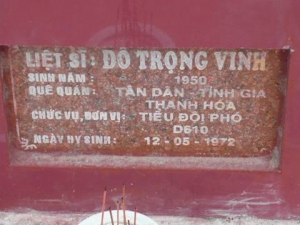 LIỆT SĨ : ĐỖ TRỌNG VINH
SINH NĂM : 1950
QUÊ QUÁN : TÂN DÂN - TĨNH GIA
THANH HÓA
CHỨC VỤ, ĐƠN VỊ : TIỂU ĐỘI PHÓ
D610
NGÀY HY SINH : 12 - 05 - 1972